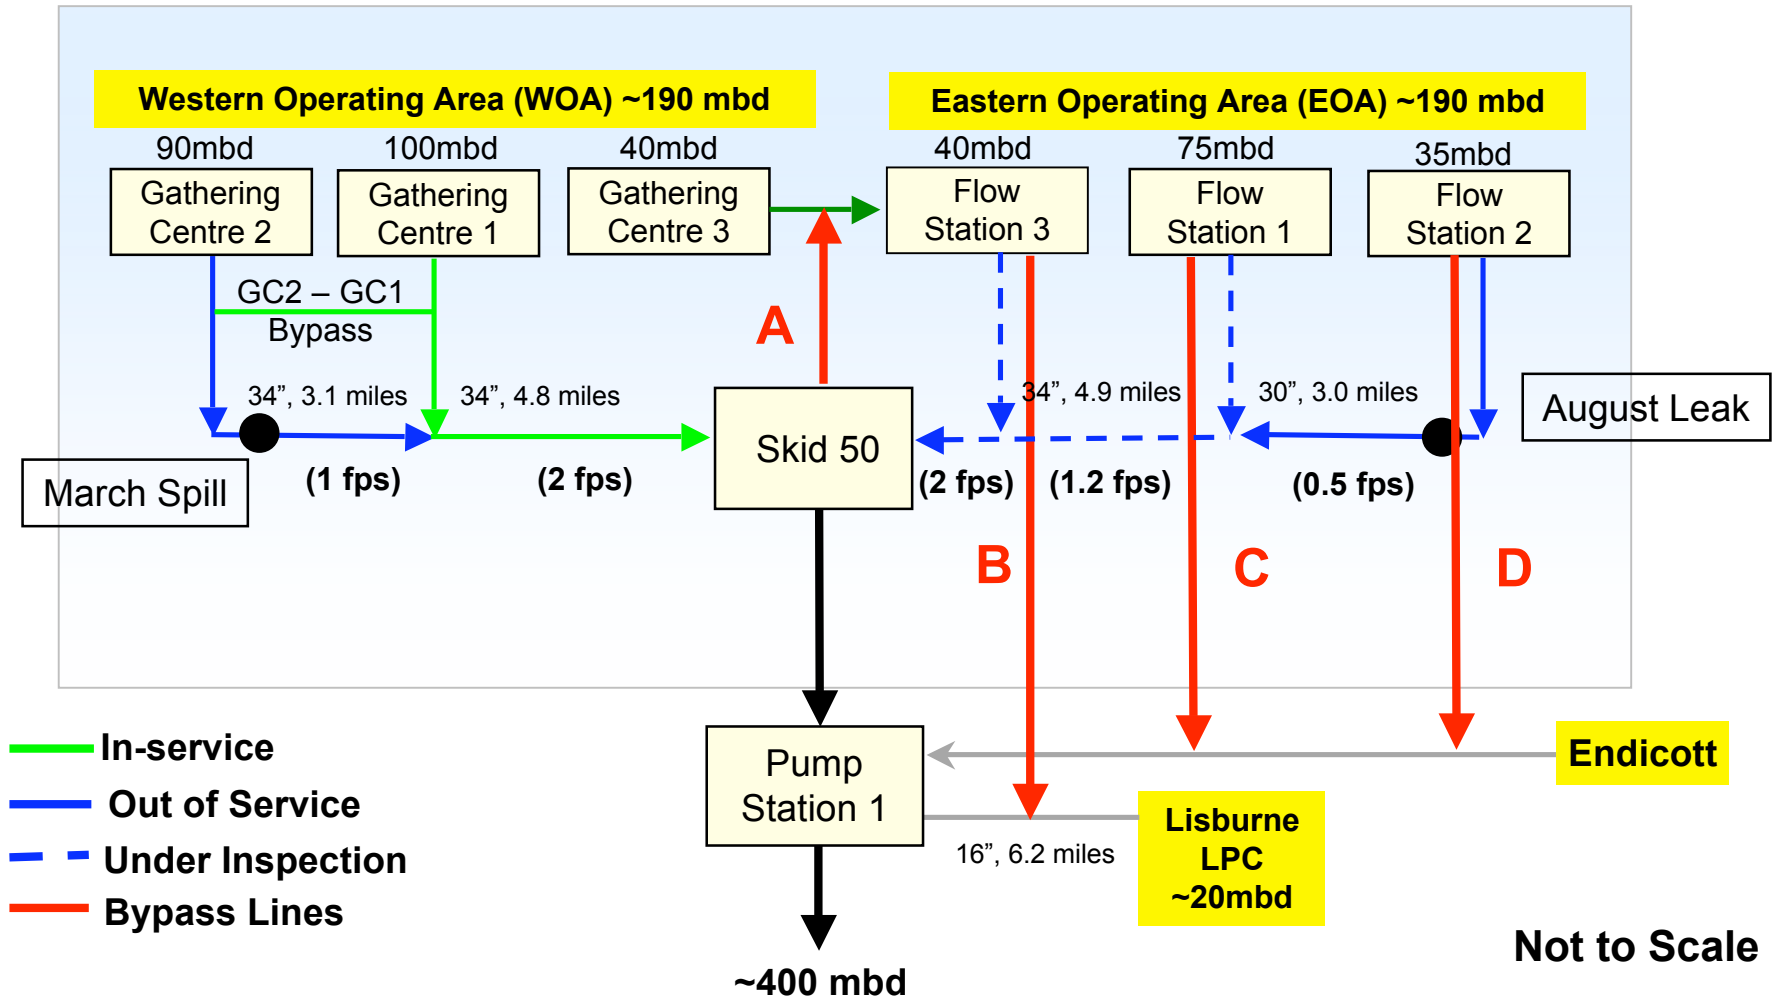 Western Operating Area (WOA) ~190 mbd
Eastern Operating Area (EOA) ~190 mbd
90mbd
100mbd
40mbd
40mbd
75mbd
35mbd
Gathering
Centre 2
Gathering
Centre 1
Gathering
Centre 3
Flow
Station 3
Flow
Station 1
Flow
Station 2
GC2 – GC1
Bypass
A
34”, 3.1 miles
34”, 4.8 miles
34”, 4.9 miles
30”, 3.0 miles
August Leak
Skid 50
March Spill
(1 fps)
(2 fps)
(2 fps)
(1.2 fps)
(0.5 fps)
B
C
D
In-service
Out of Service
Under Inspection
Bypass Lines
Pump
Station 1
Endicott
16”, 6.2 miles
Lisburne
LPC
~20mbd
~400 mbd
Not to Scale